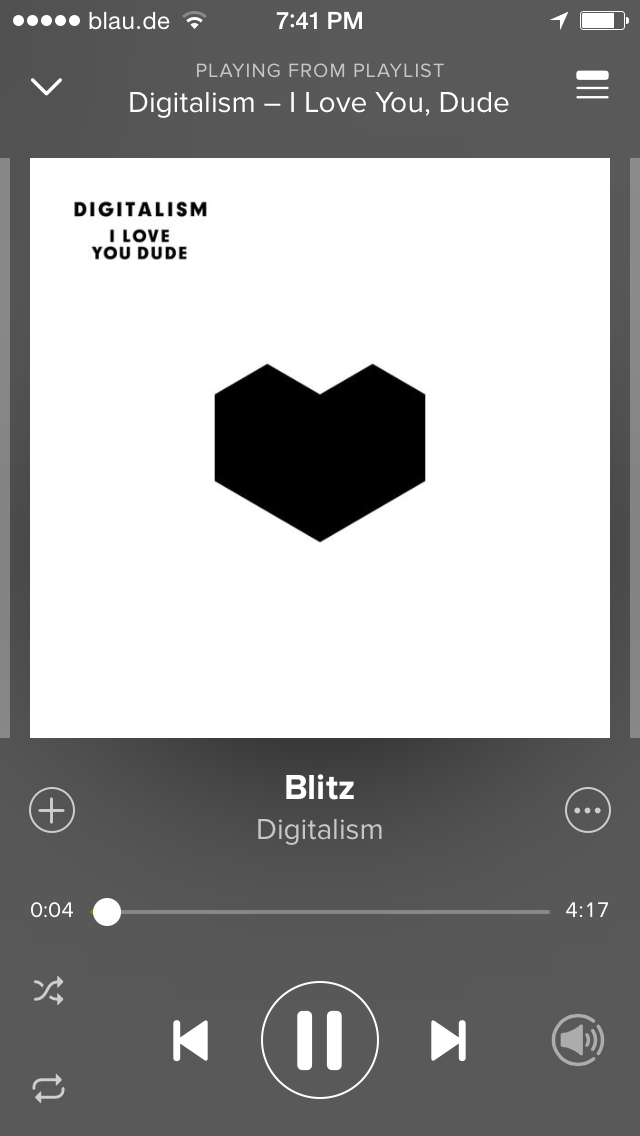 blau.de 7:41 PM
PLAYING FROM PLAYLIST
Digitalism – I Love You, Dude
DIGITALISM
I LOVE
YOU DUDE
Blitz
Digitalism
0:04 4:17